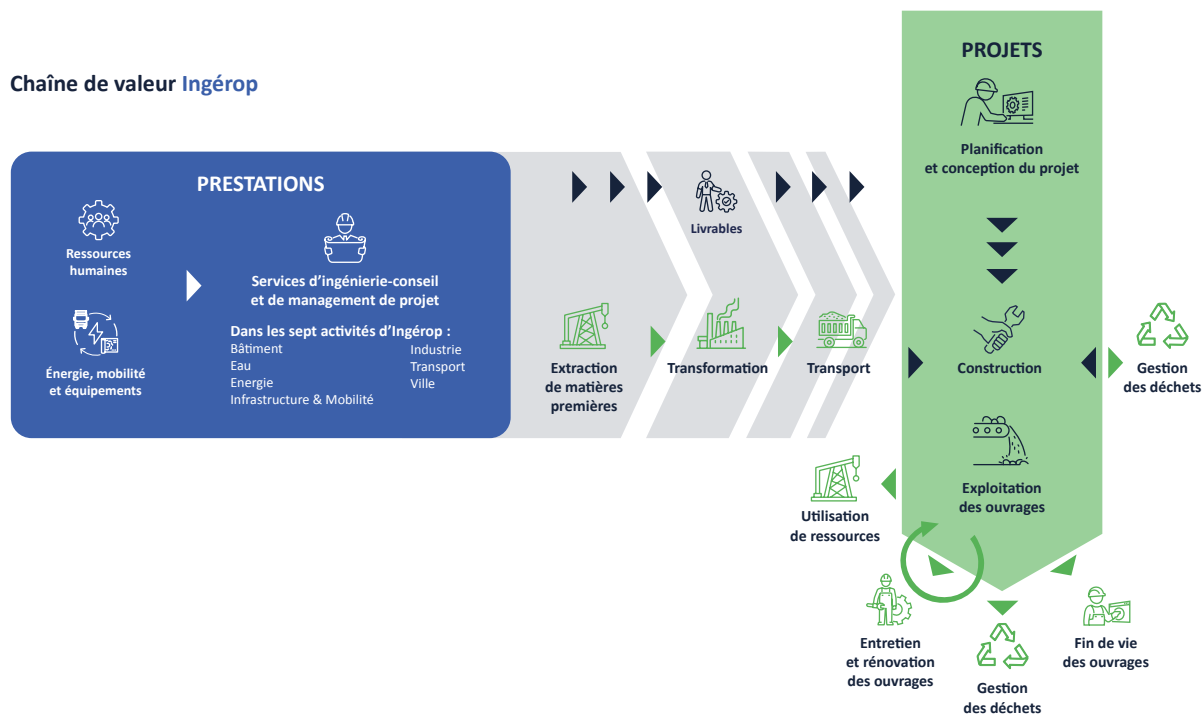 Chaîne de valeur Ingérop
PRESTATIONS
Ressources
humaines
Énergie, mobilité
et équipements
Services d'ingénierie-conseil
et de management de projet
Dans les sept activités d'Ingérop :
Bâtiment
Eau
Energie
Infrastructure & Mobilité
Industrie
Transport
Ville
Livrables
Extraction
de matières
premières
Transformation
Transport
PROJETS
Planification
et conception du projet
Construction
Gestion
des déchets
Exploitation
des ouvrages
Utilisation
de ressources
Entretien
et rénovation
des ouvrages
Gestion
des déchets
Fin de vie
des ouvrages